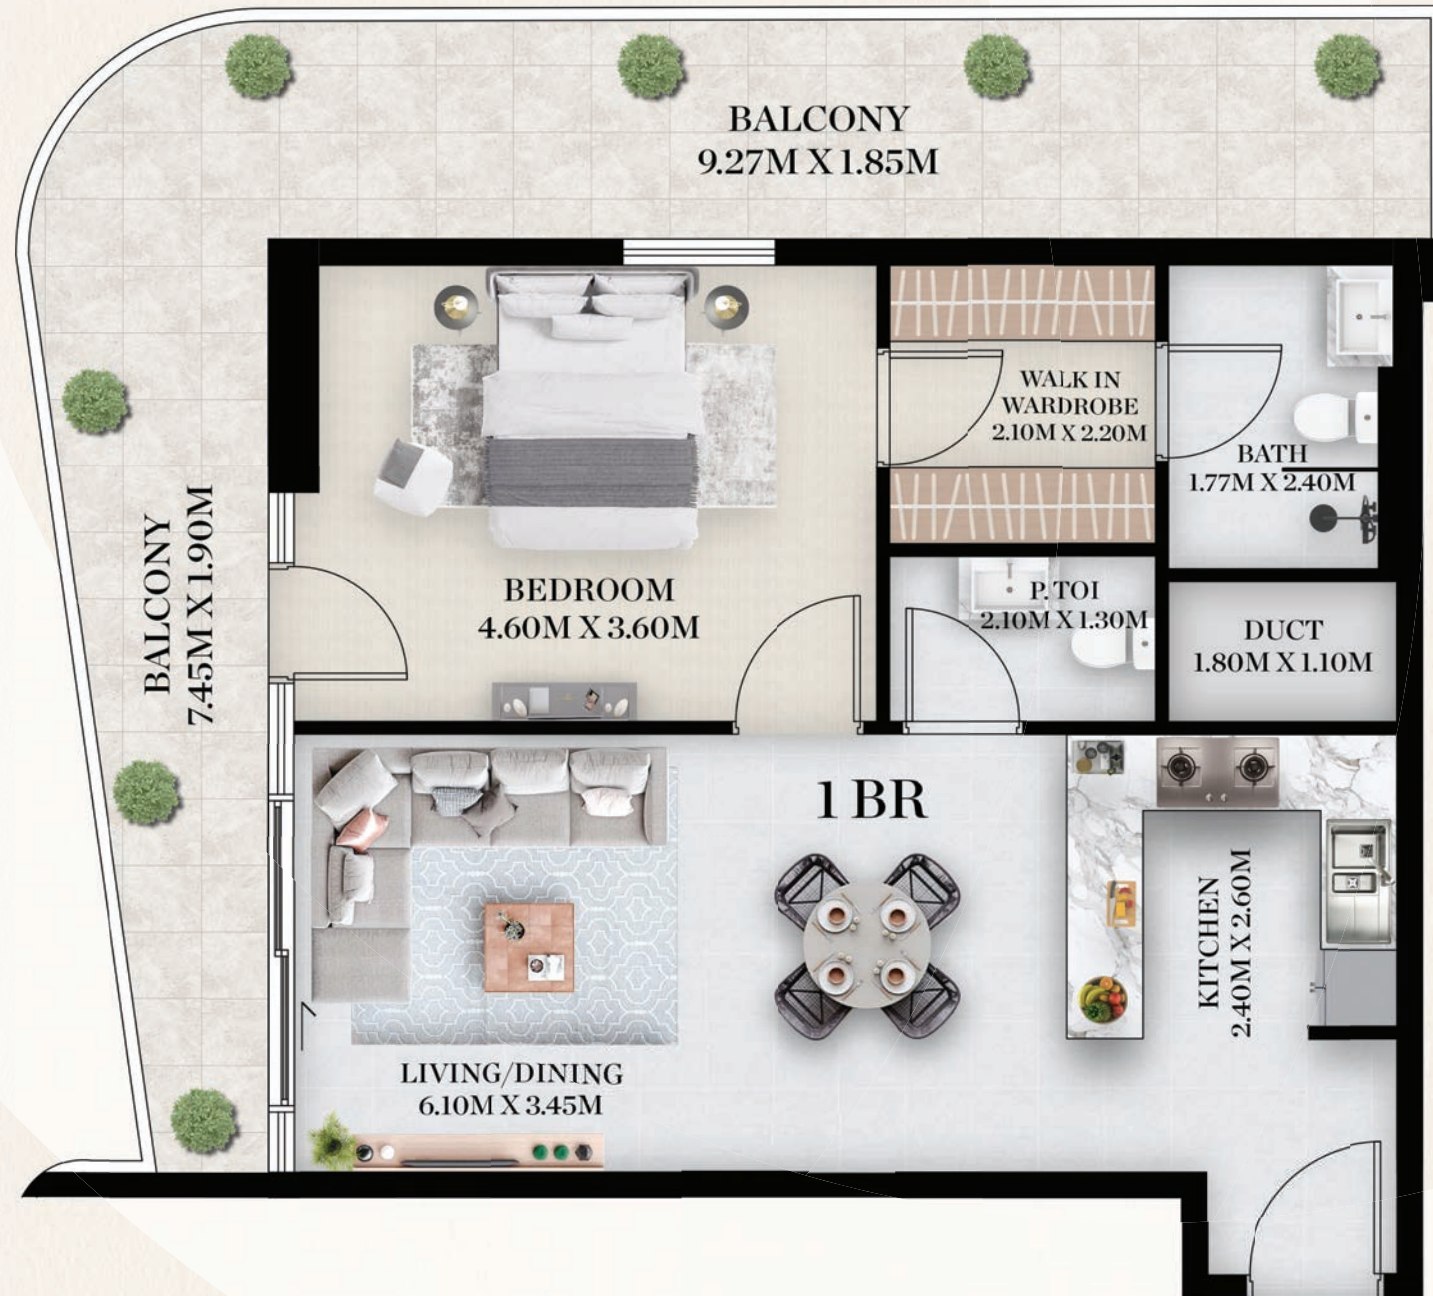 BALCONY
9.27M X 1.85M
WALK IN
WARDROBE
2.10M X 2.20M
BATH
1.77M X 2.40M
BALCONY
7.45M X 1.90M
BEDROOM
4.60M X 3.60M
P. TOI
2.10M X 1.30M
DUCT
1.80M X 1.10M
1 BR
KITCHEN
2.40M X 2.60M
LIVING/DINING
6.10M X 3.45M